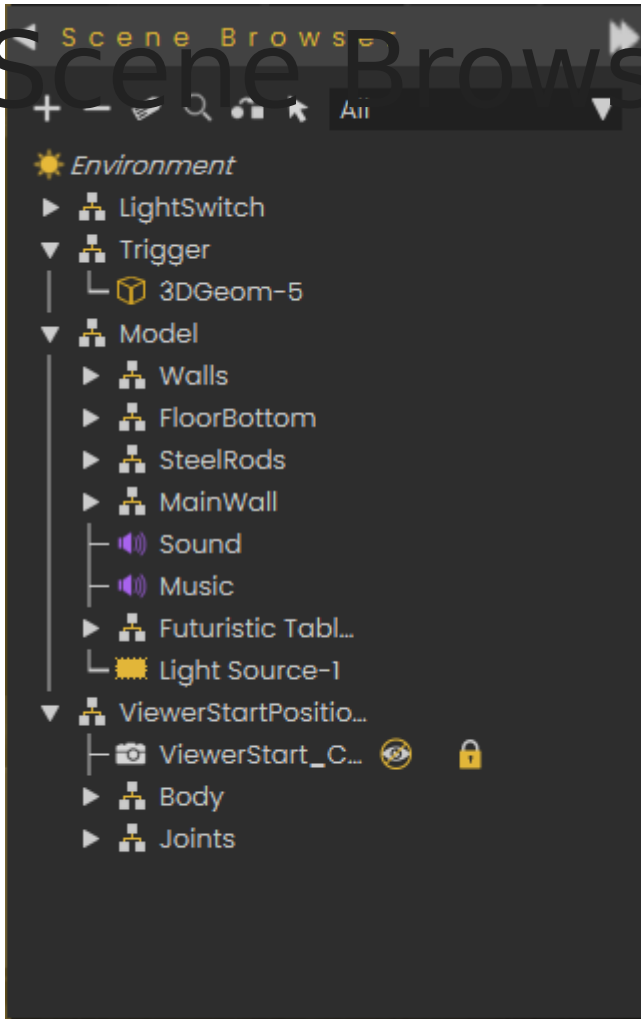 Scene Browser
Scene Brows
All
Environment
LightSwitch
Trigger
3DGeom-5
Model
Walls
FloorBottom
SteelRods
MainWall
Sound
Music
Futuristic Tabl...
Light Source-1
ViewerStartPositio...
ViewerStart_C...
Body
Joints